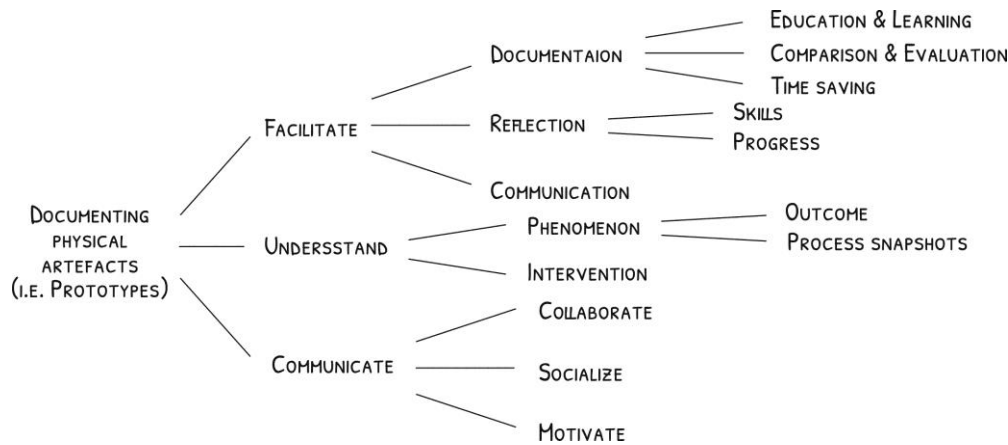 Education & Learning
Documentaion
Comparison & Evaluation
Time saving
Facilitate
Reflection
Skills
Progress
Communication
Documenting
physical
artefacts
(i.e. Prototypes)
Undersstand
Phenomenon
Outcome
Process snapshots
Intervention
Communicate
Collaborate
Socialize
Motivate